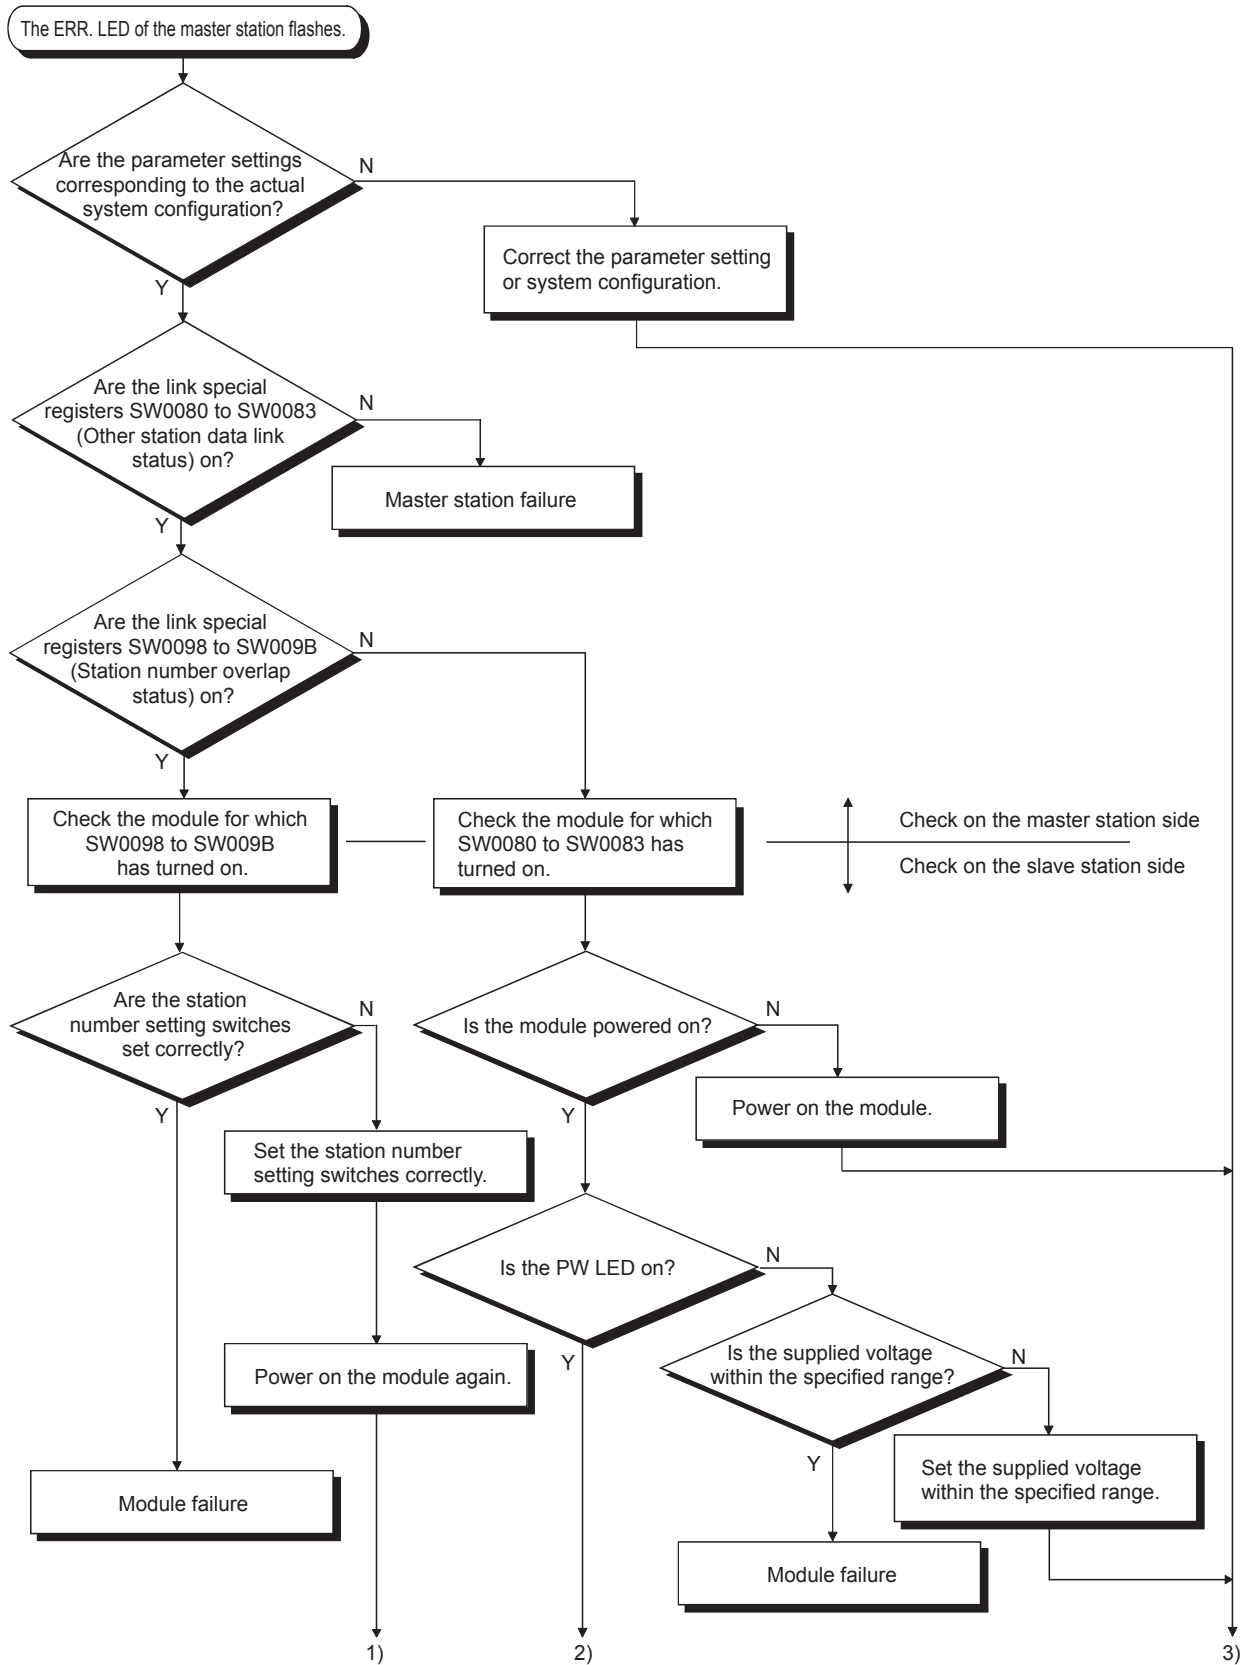 The ERR. LED of the master station flashes.
Are the parameter settings
corresponding to the actual
system configuration?
N
Y
Correct the parameter setting
or system configuration.
Are the link special
registers SW0080 to SW0083
(Other station data link
status) on?
N
Y
Master station failure
Are the link special
registers SW0098 to SW009B
(Station number overlap
status) on?
N
Y
Check the module for which
SW0098 to SW009B
has turned on.
Check the module for which
SW0080 to SW0083 has
turned on.
Check on the master station side
Check on the slave station side
Are the station
number setting switches
set correctly?
N
Y
Is the module powered on?
N
Y
Power on the module.
Set the station number
setting switches correctly.
Is the PW LED on?
N
Y
Power on the module again.
Is the supplied voltage
within the specified range?
N
Y
Set the supplied voltage
within the specified range.
Module failure
Module failure
1)
2)
3)